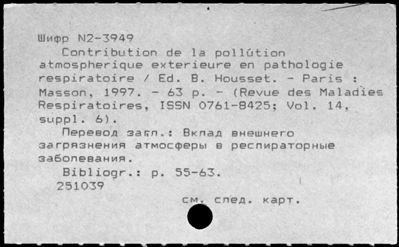 Шифр N2-3949
Contribution de la pollútion
atmospherique exterieure en pathologie
respiratoire / Ed. B. Housset. - Paris :
Masson, 1997. - 63 p. - (Revue des Maladies
Respiratoires, ISSN 0761-8425; Vol. 14,
suppl. 6).
Перевод загл.: Вклад внешнего
загрязнения атмосферы в респираторные
заболевания.
Bibliogr.: p. 55-63.
251039
см. след. карт.